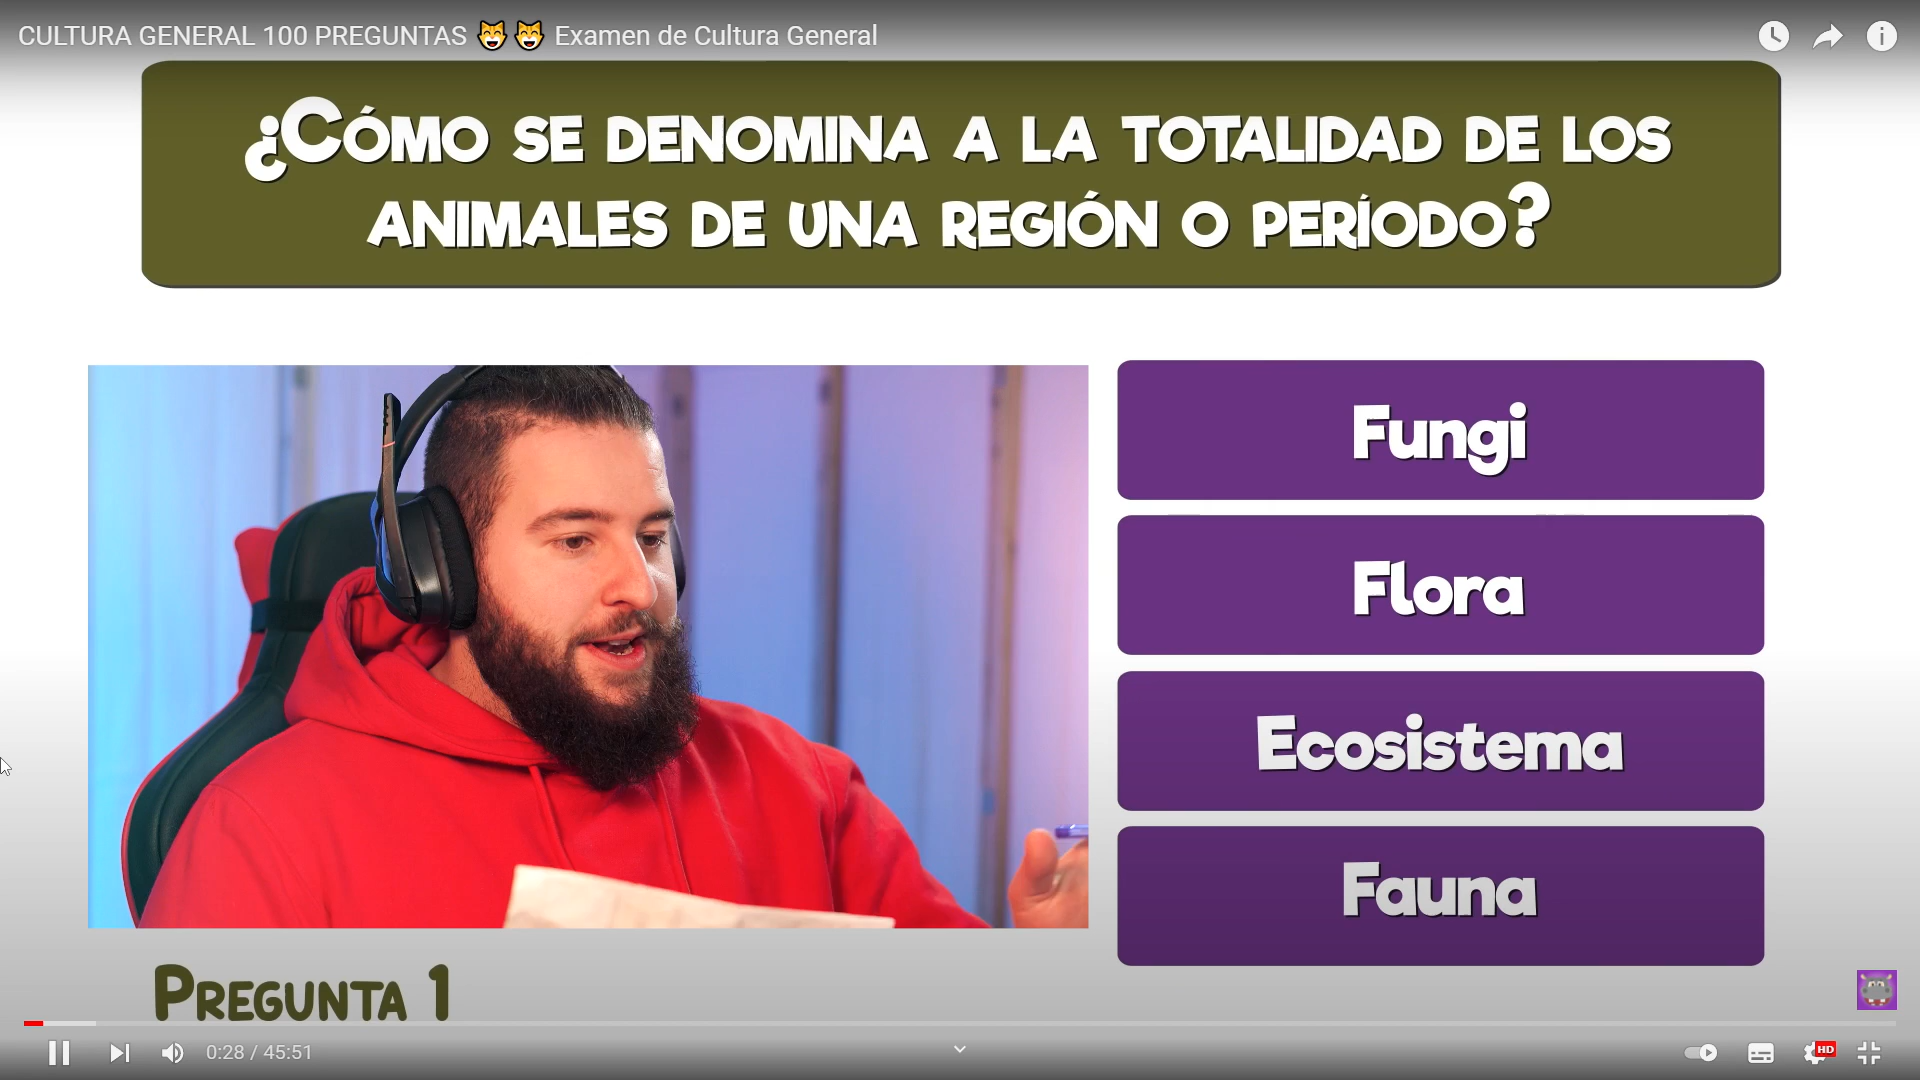 CULTURA GENERAL 100 PREGUNTAS 😸😸 Examen de Cultura General
¿CÓMO SE DENOMINA A LA TOTALIDAD DE LOS
ANIMALES DE UNA REGIÓN O PERÍODO?
Fungi
Flora
Ecosistema
Fauna
PREGUNTA 1
0:28 / 45:51
HD